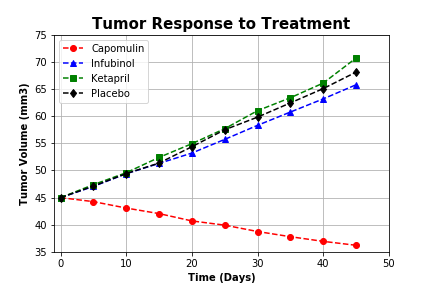 Tumor Response to Treatment
75
70
65
60
55
50
45
40
35
Tumor Volume (mm3)
Capomulin
Infubinol
Ketapril
Placebo
0 10 20 30 40 50
Time (Days)